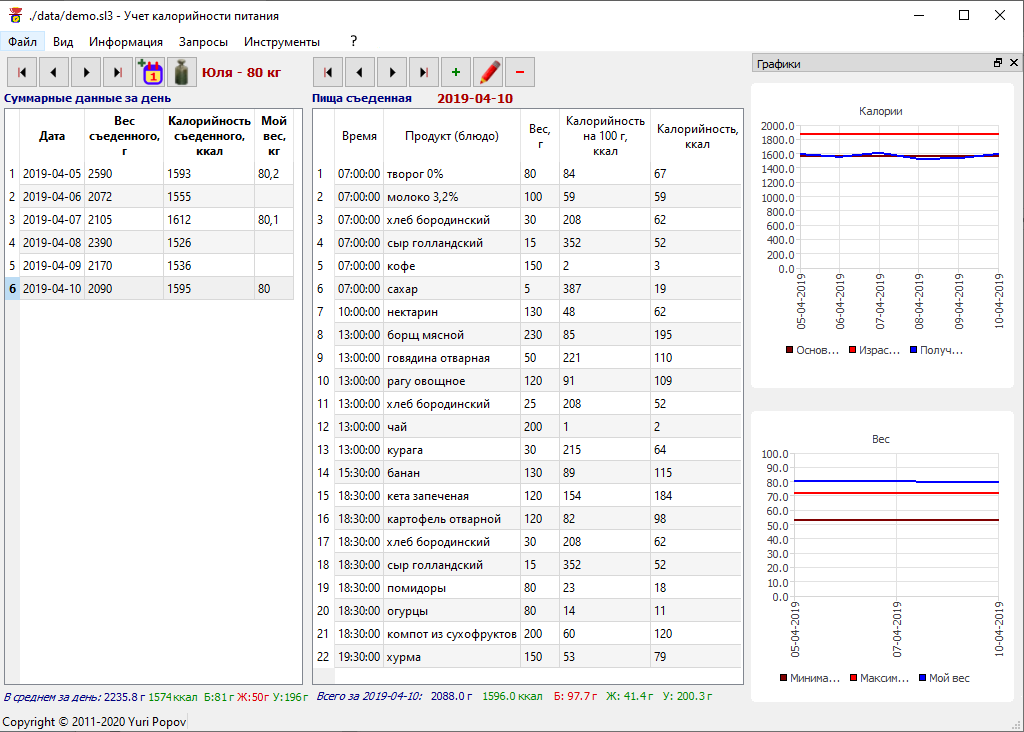 ./data/demo.sl3 - Учет калорийности питания
Файл Вид Информация Запросы Инструменты ?
1 Юля - 80 кг
Суммарные данные за день
Дата Вес съеденного, г Калорийность съеденного, ккал Мой вес, кг
1 2019-04-05 2590 1593 80,2
2 2019-04-06 2072 1555
3 2019-04-07 2105 1612 80,1
4 2019-04-08 2390 1526
5 2019-04-09 2170 1536
6 2019-04-10 2090 1595 80
В среднем за день: 2235.8 г 1574 ккал Б:81 г Ж:50г У:196 г
Пища съеденная 2019-04-10
Время Продукт (блюдо) Вес, г Калорийность на 100 г, ккал Калорийность, ккал
1 07:00:00 творог 0% 80 84 67
2 07:00:00 молоко 3,2% 100 59 59
3 07:00:00 хлеб бородинский 30 208 62
4 07:00:00 сыр голландский 15 352 52
5 07:00:00 кофе 150 2 3
6 07:00:00 сахар 5 387 19
7 10:00:00 нектарин 130 48 62
8 13:00:00 борщ мясной 230 85 195
9 13:00:00 говядина отварная 50 221 110
10 13:00:00 рагу овощное 120 91 109
11 13:00:00 хлеб бородинский 25 208 52
12 13:00:00 чай 200 1 2
13 13:00:00 курага 30 215 64
14 15:30:00 банан 130 89 115
15 18:30:00 кета запеченая 120 154 184
16 18:30:00 картофель отварной 120 82 98
17 18:30:00 хлеб бородинский 30 208 62
18 18:30:00 сыр голландский 15 352 52
19 18:30:00 помидоры 80 23 18
20 18:30:00 огурцы 80 14 11
21 18:30:00 компот из сухофруктов 200 60 120
22 19:30:00 хурма 150 53 79
Всего за 2019-04-10: 2088.0 г 1596.0 ккал Б: 97.7 г Ж: 41.4 г У: 200.3 г
Графики
Калории
2000.0
1800.0
1600.0
1400.0
1200.0
1000.0
800.0
600.0
400.0
200.0
0.0
05-04-2019 06-04-2019 07-04-2019 08-04-2019 09-04-2019 10-04-2019
Основ... Израс... Получ...
Вес
100.0
90.0
80.0
70.0
60.0
50.0
40.0
30.0
20.0
10.0
0.0
05-04-2019 07-04-2019 10-04-2019
Минима... Максим... Мой вес
Copyright © 2011-2020 Yuri Popov